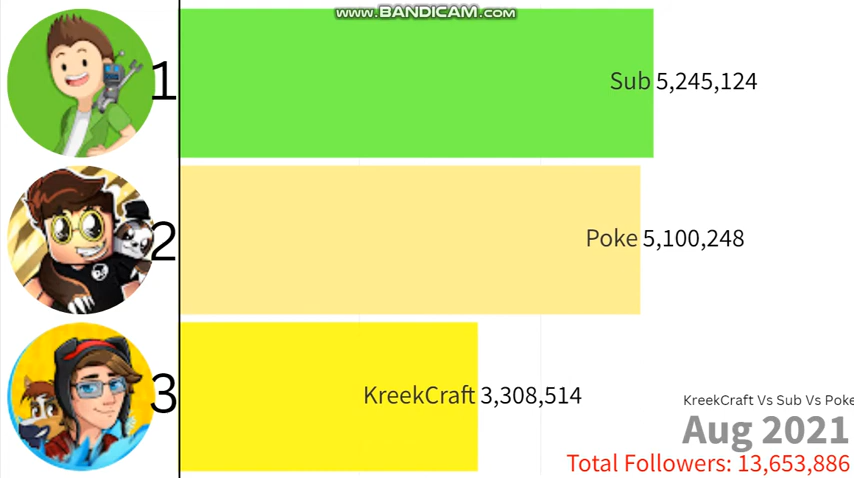 www.BANDICAM.com
1
Sub 5,245,124
2
Poke 5,100,248
3
KreekCraft 3,308,514
KreekCraft Vs Sub Vs Poke
Aug 2021
Total Followers: 13,653,886